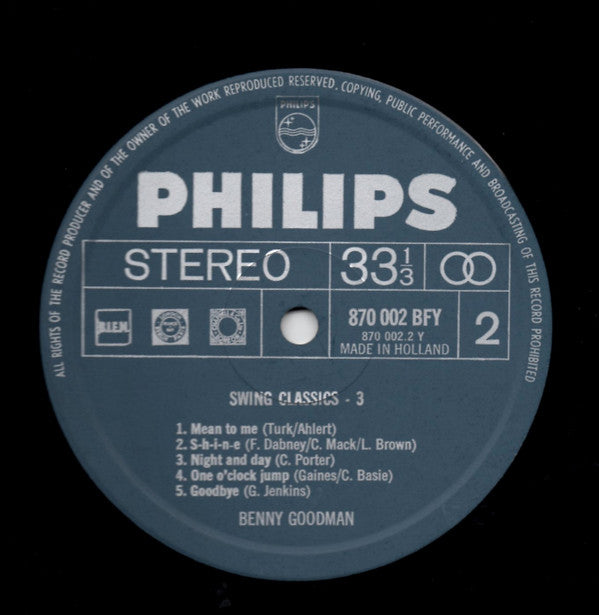 ALL RIGHTS OF THE RECORD PRODUCER AND OF THE OWNER OF THE WORK REPRODUCED RESERVED. COPYING, PUBLIC PERFORMANCE AND BROADCASTING OF THIS RECORD PROHIBITED
PHILIPS
PHILIPS
STEREO
33 1/3
B.I.E.M.
870 002 BFY
870 002.2 Y
MADE IN HOLLAND
2
SWING CLASSICS - 3
1. Mean to me (Turk/Ahlert)
2. S-h-i-n-e (F. Dabney/C. Mack/L. Brown)
3. Night and day (C. Porter)
4. One o'clock jump (Gaines/C. Basie)
5. Goodbye (G. Jenkins)
BENNY GOODMAN